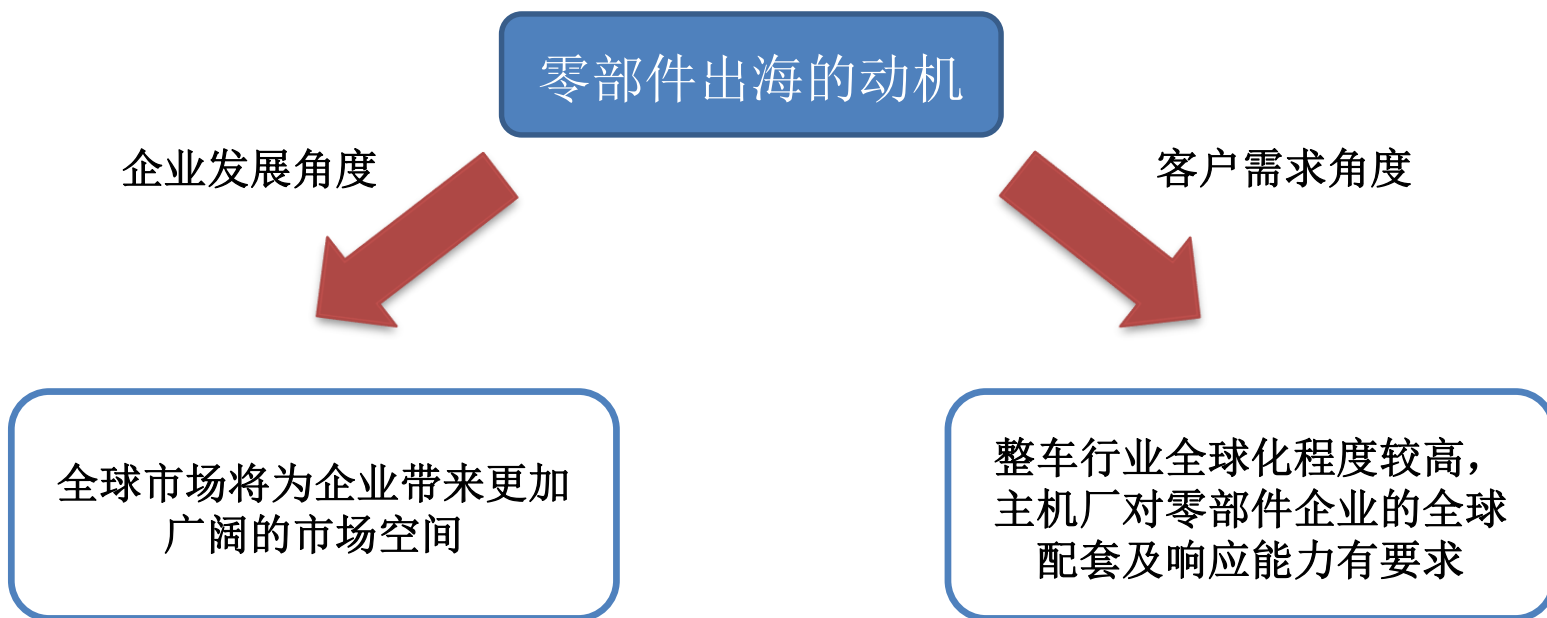 零部件出海的动机
企业发展角度
客户需求角度
全球市场将为企业带来更加
广阔的市场空间
整车行业全球化程度较高，
主机厂对零部件企业的全球
配套及响应能力有要求